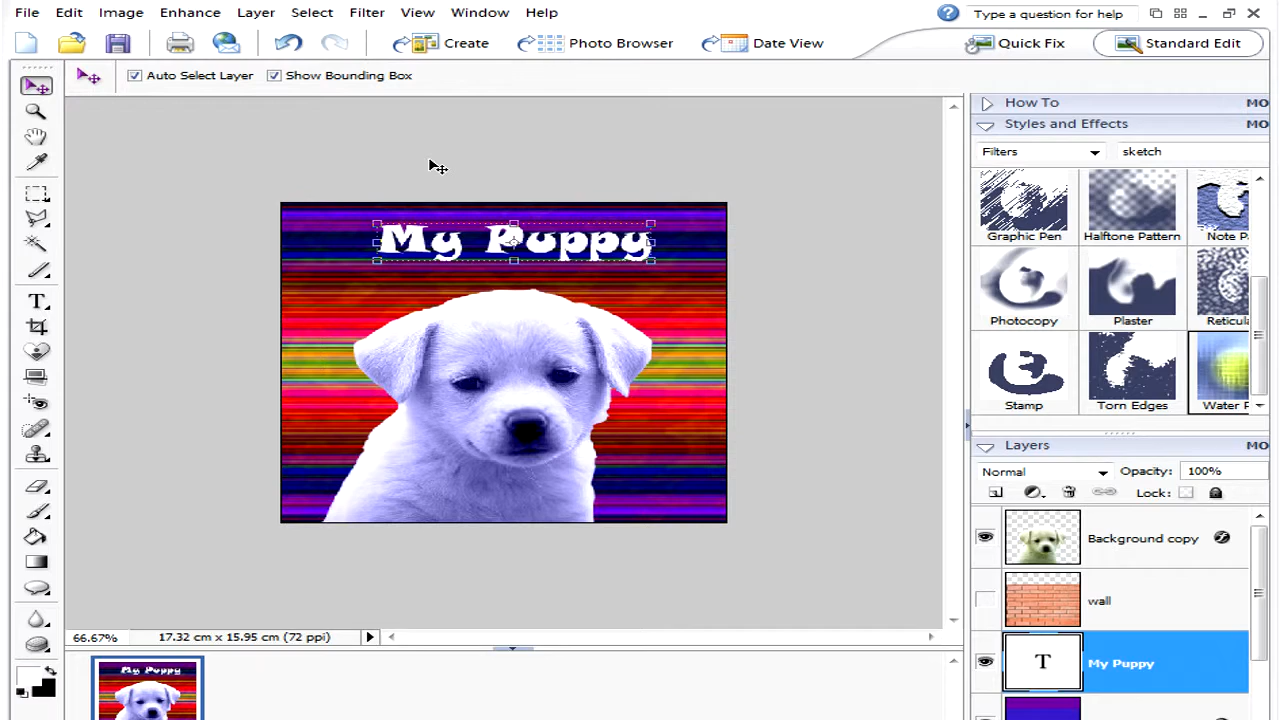 File Edit Image Enhance Layer Select Filter View Window Help
Type a question for help
Create Photo Browser Date View
Quick Fix Standard Edit
Auto Select Layer Show Bounding Box
How To
Styles and Effects
Filters sketch
My Puppy
Graphic Pen Halftone Pattern Note P
Photocopy Plaster Reticula
Stamp Torn Edges Water P
Layers
Normal Opacity: 100%
Lock:
Background copy
wall
T My Puppy
66.67% 17.32 cm x 15.95 cm (72 ppi)
My Puppy